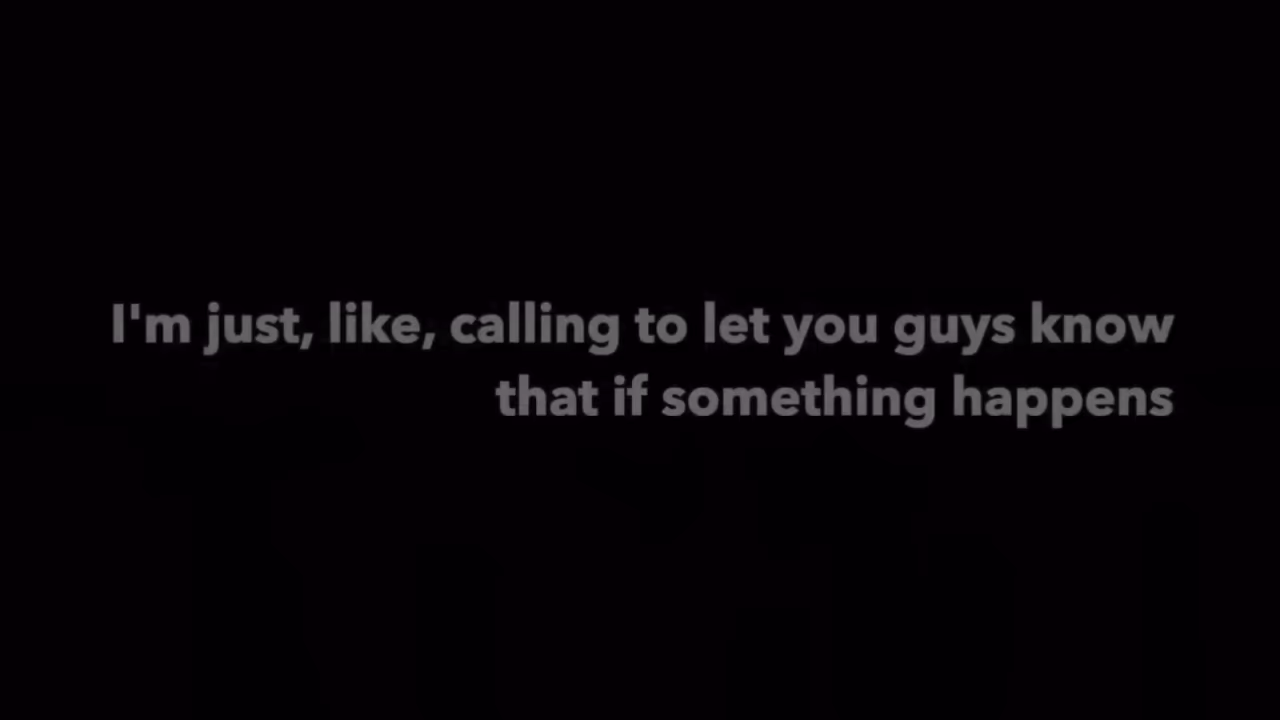 I'm just, like, calling to let you guys know
that if something happens